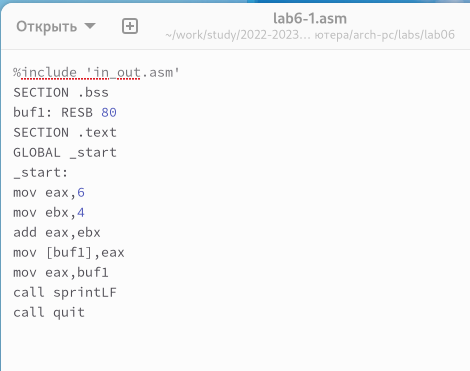 Открыть
lab6-1.asm
~/work/study/2022-2023... ютера/arch-pc/labs/lab06
%include 'in_out.asm'
SECTION .bss
buf1: RESB 80
SECTION .text
GLOBAL _start
_start:
mov eax,6
mov ebx,4
add eax,ebx
mov [buf1],eax
mov eax,buf1
call sprintLF
call quit